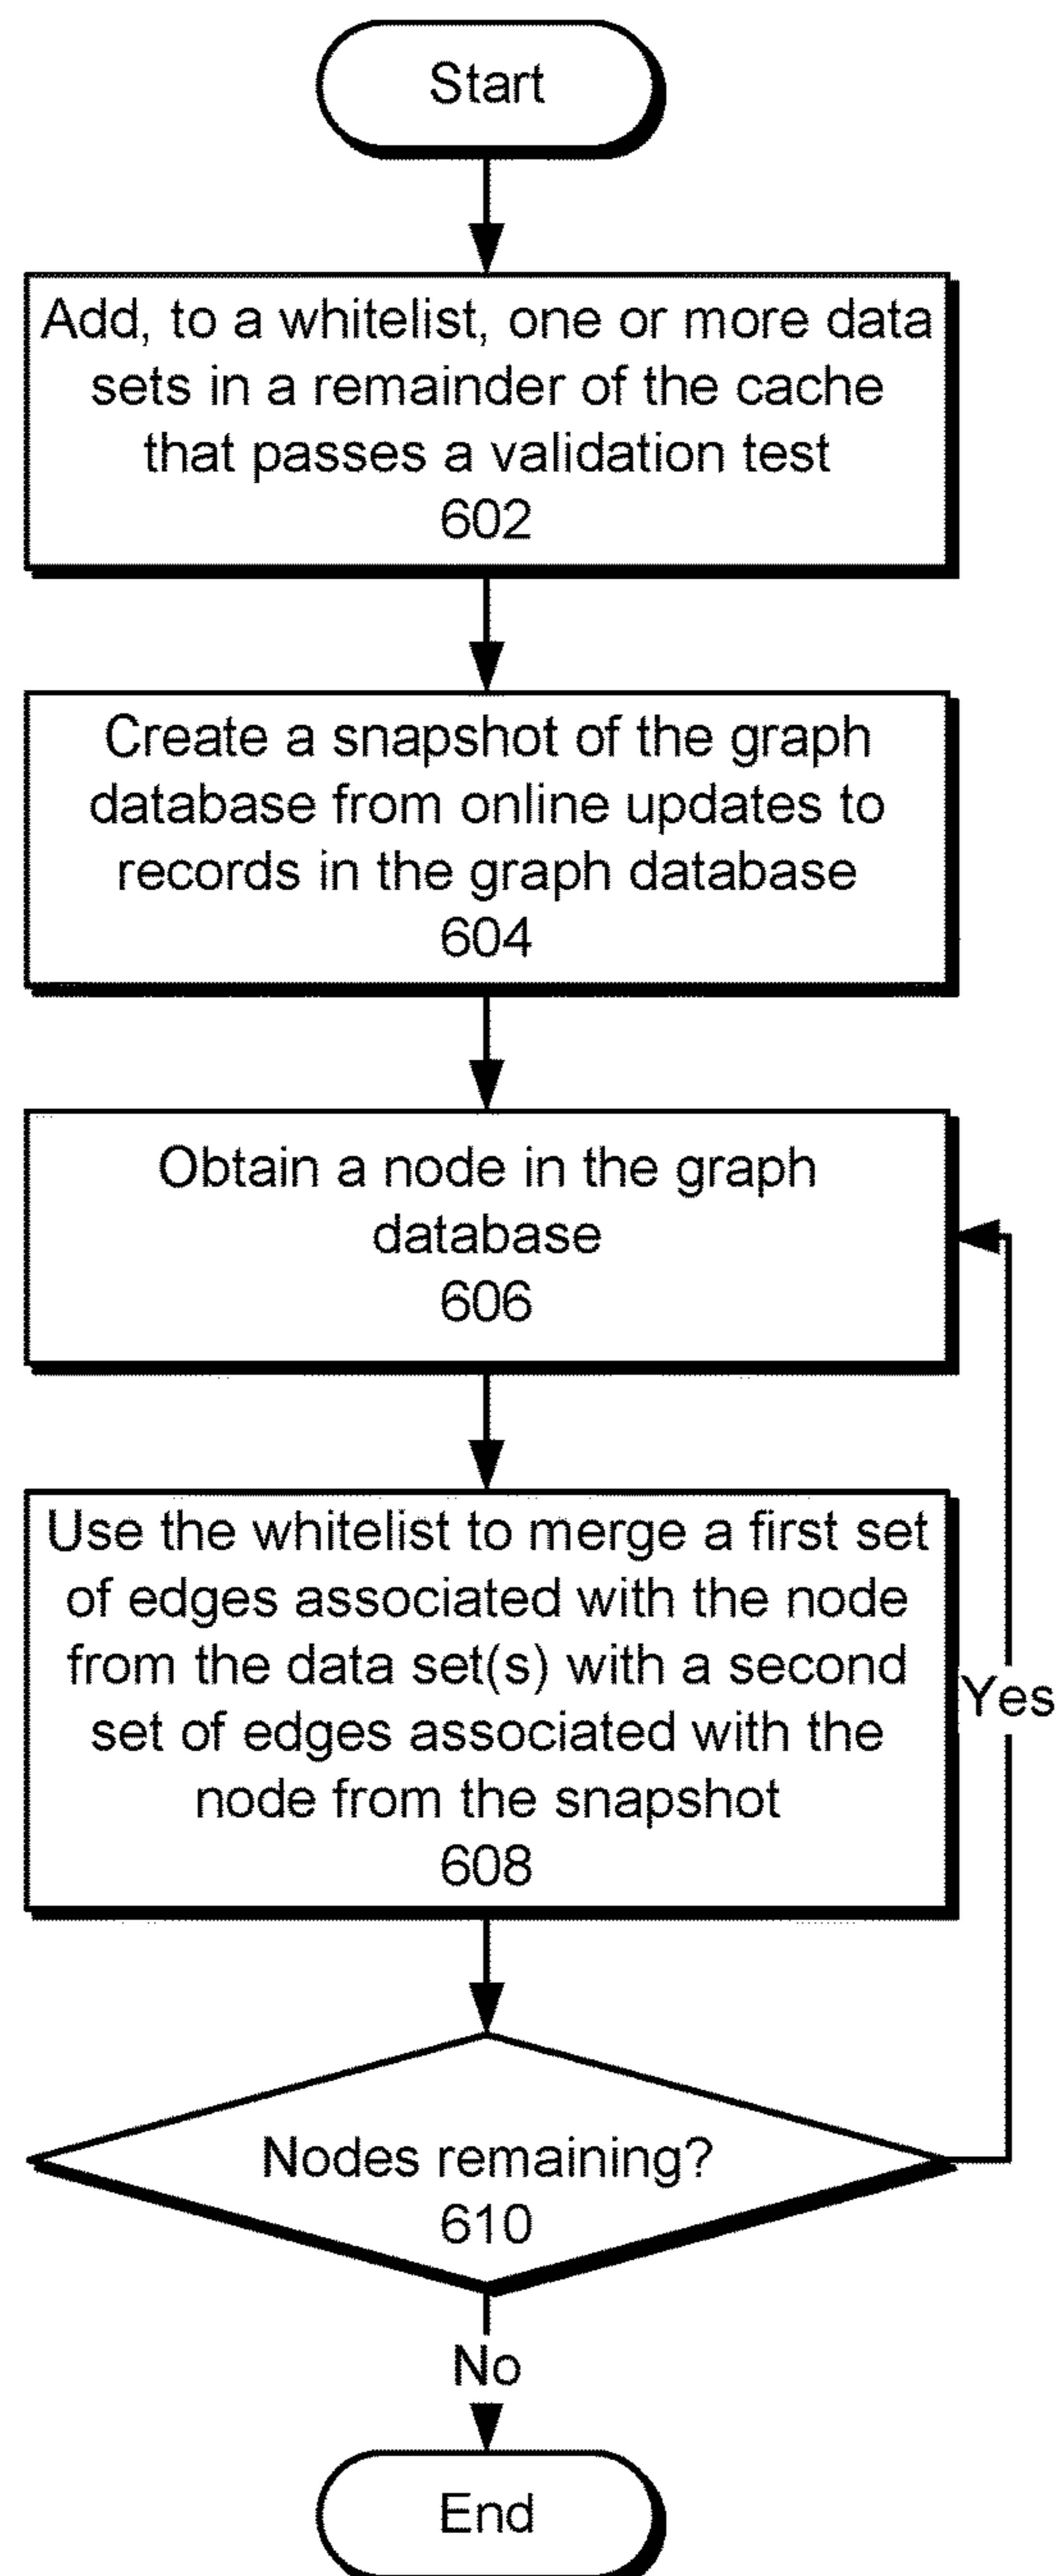 Start
Add, to a whitelist, one or more data
sets in a remainder of the cache
that passes a validation test
602
Create a snapshot of the graph
database from online updates to
records in the graph database
604
Obtain a node in the graph
database
606
Use the whitelist to merge a first set
of edges associated with the node
from the data set(s) with a second
set of edges associated with the
node from the snapshot
608
Yes
Nodes remaining?
610
No
End